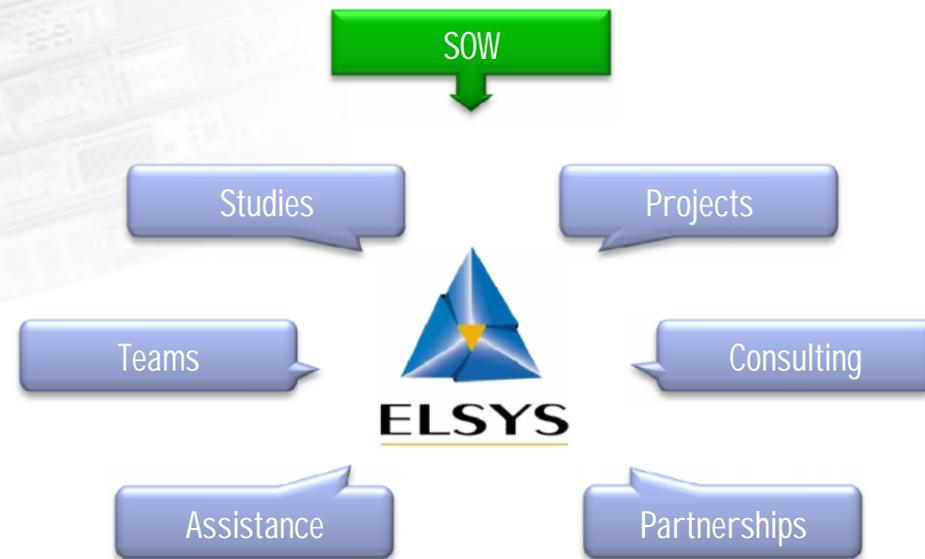 SOW
Studies
Projects
Teams
Consulting
ELSYS
Assistance
Partnerships